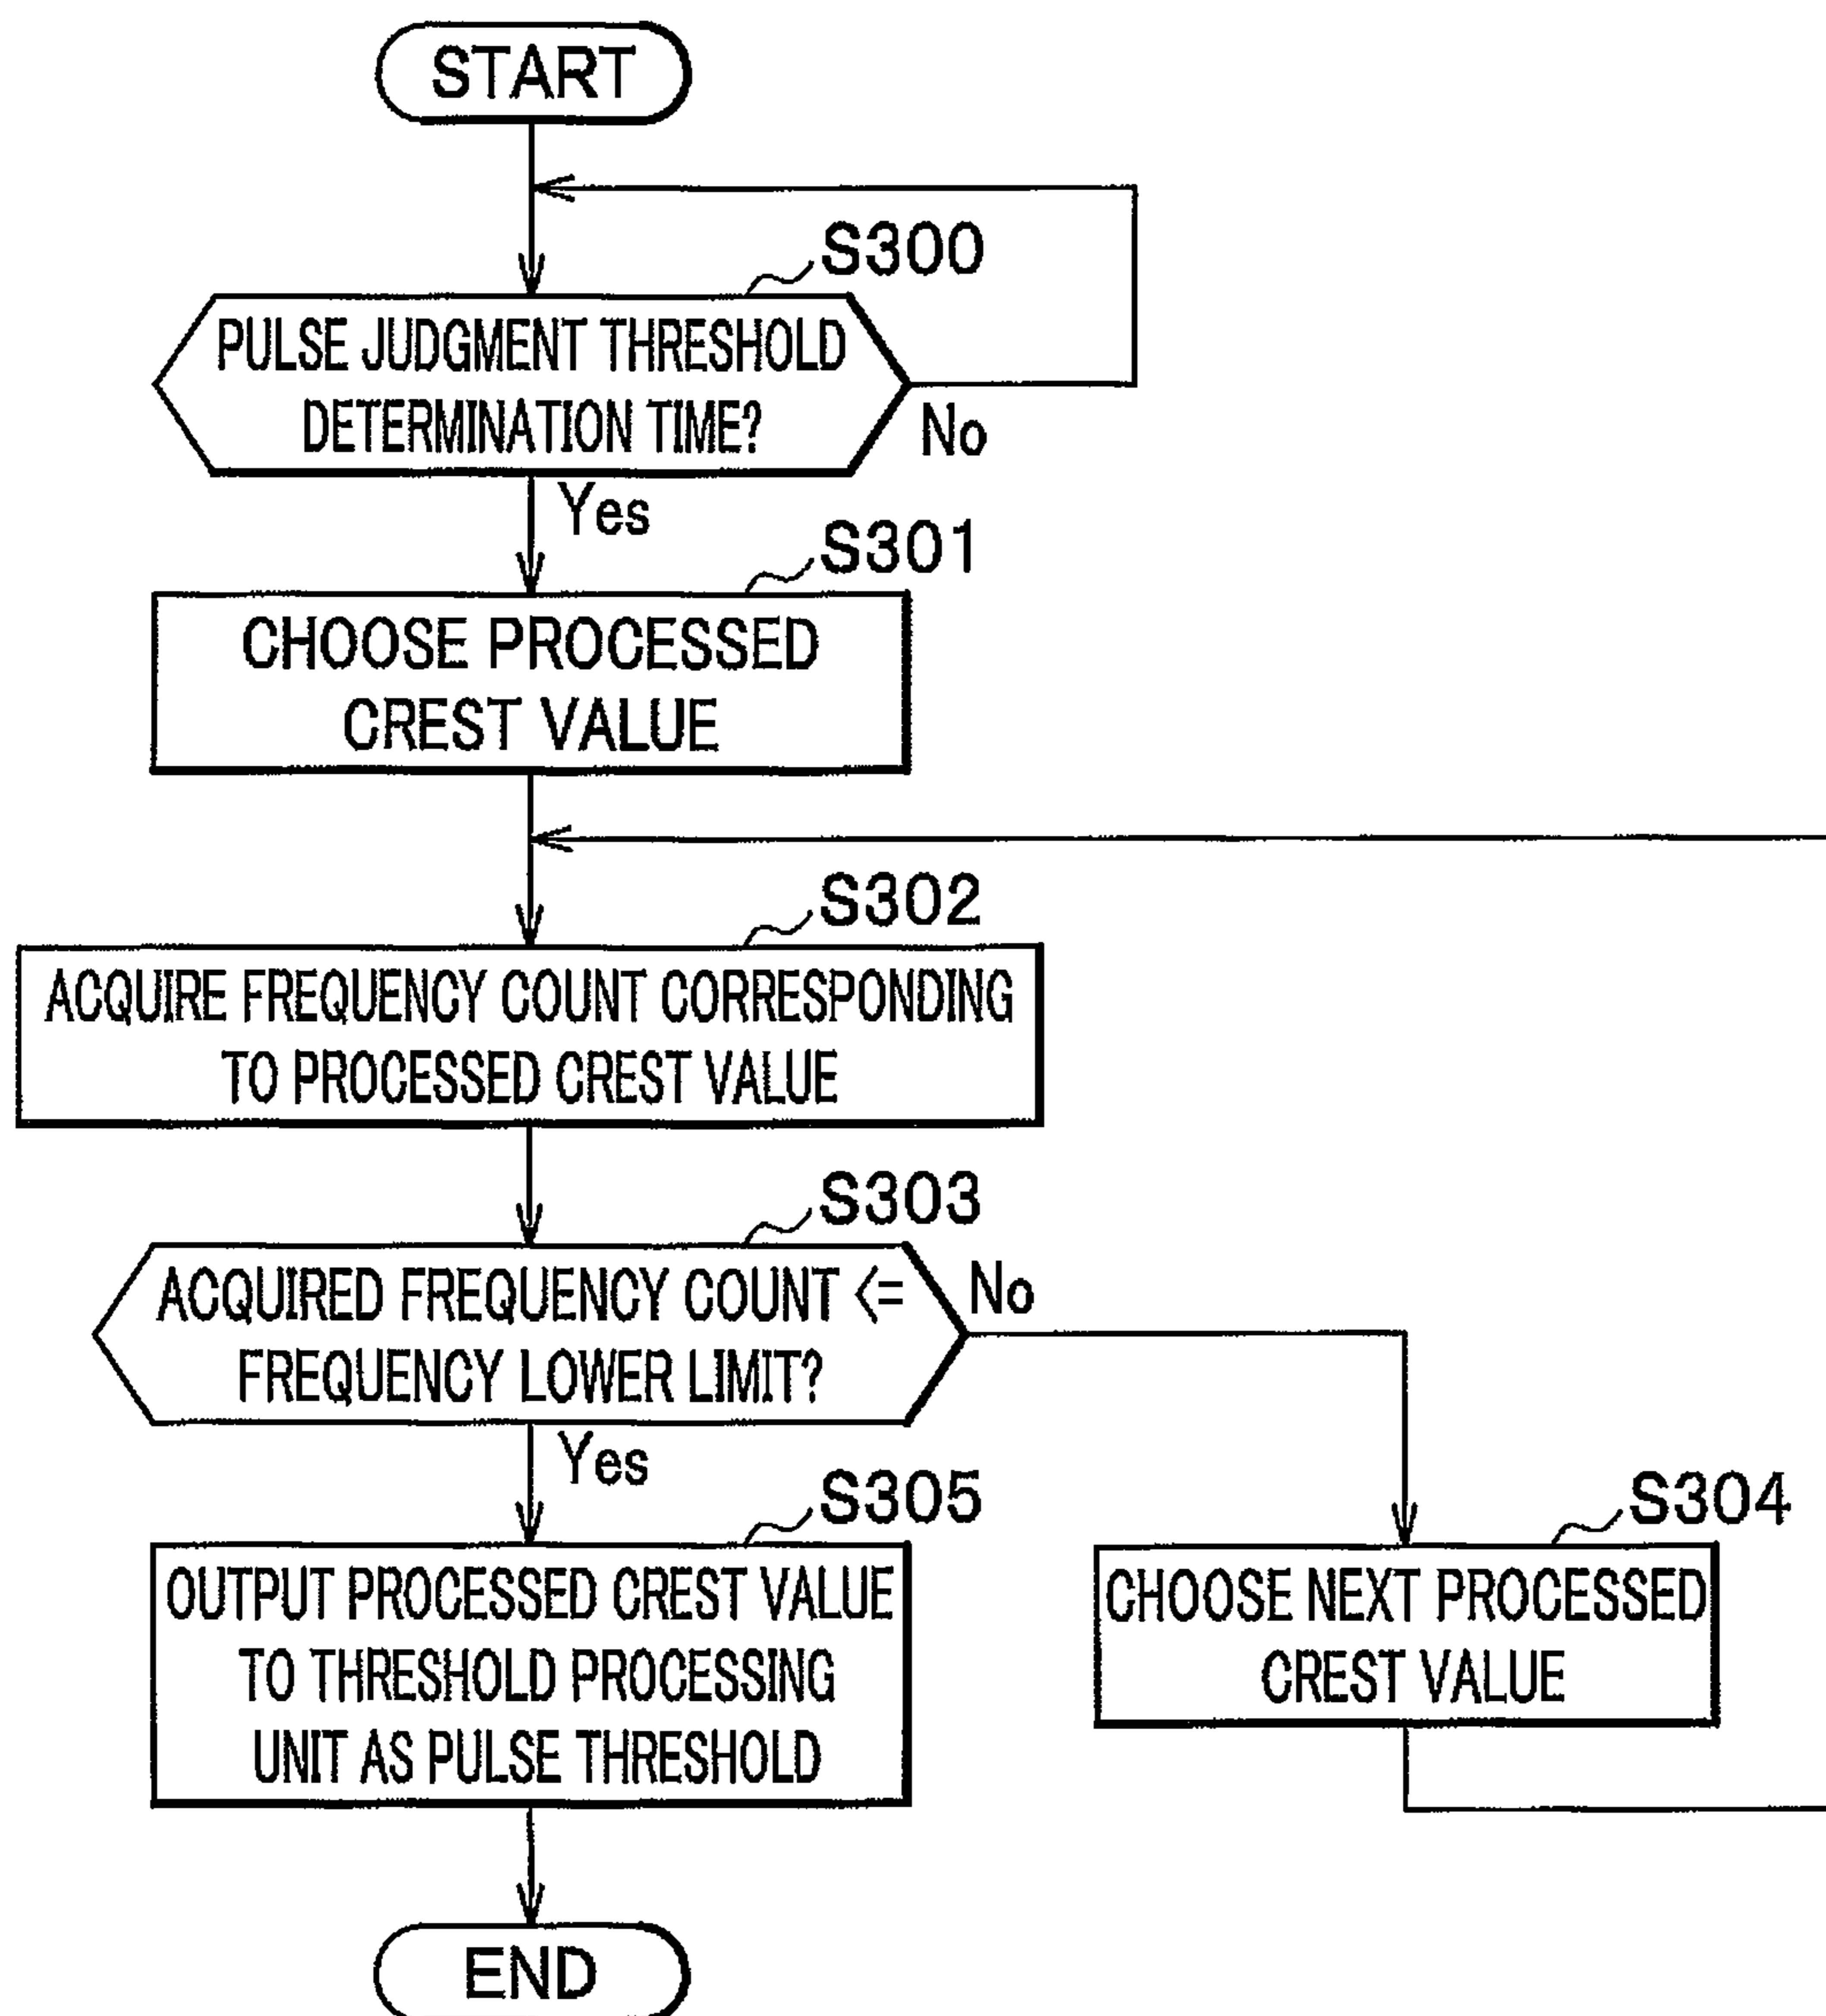 START
S300
PULSE JUDGMENT THRESHOLD
DETERMINATION TIME?
No
Yes
S301
CHOOSE PROCESSED
CREST VALUE
S302
ACQUIRE FREQUENCY COUNT CORRESPONDING
TO PROCESSED CREST VALUE
S303
ACQUIRED FREQUENCY COUNT <=
FREQUENCY LOWER LIMIT?
No
Yes
S305
OUTPUT PROCESSED CREST VALUE
TO THRESHOLD PROCESSING
UNIT AS PULSE THRESHOLD
S304
CHOOSE NEXT PROCESSED
CREST VALUE
END